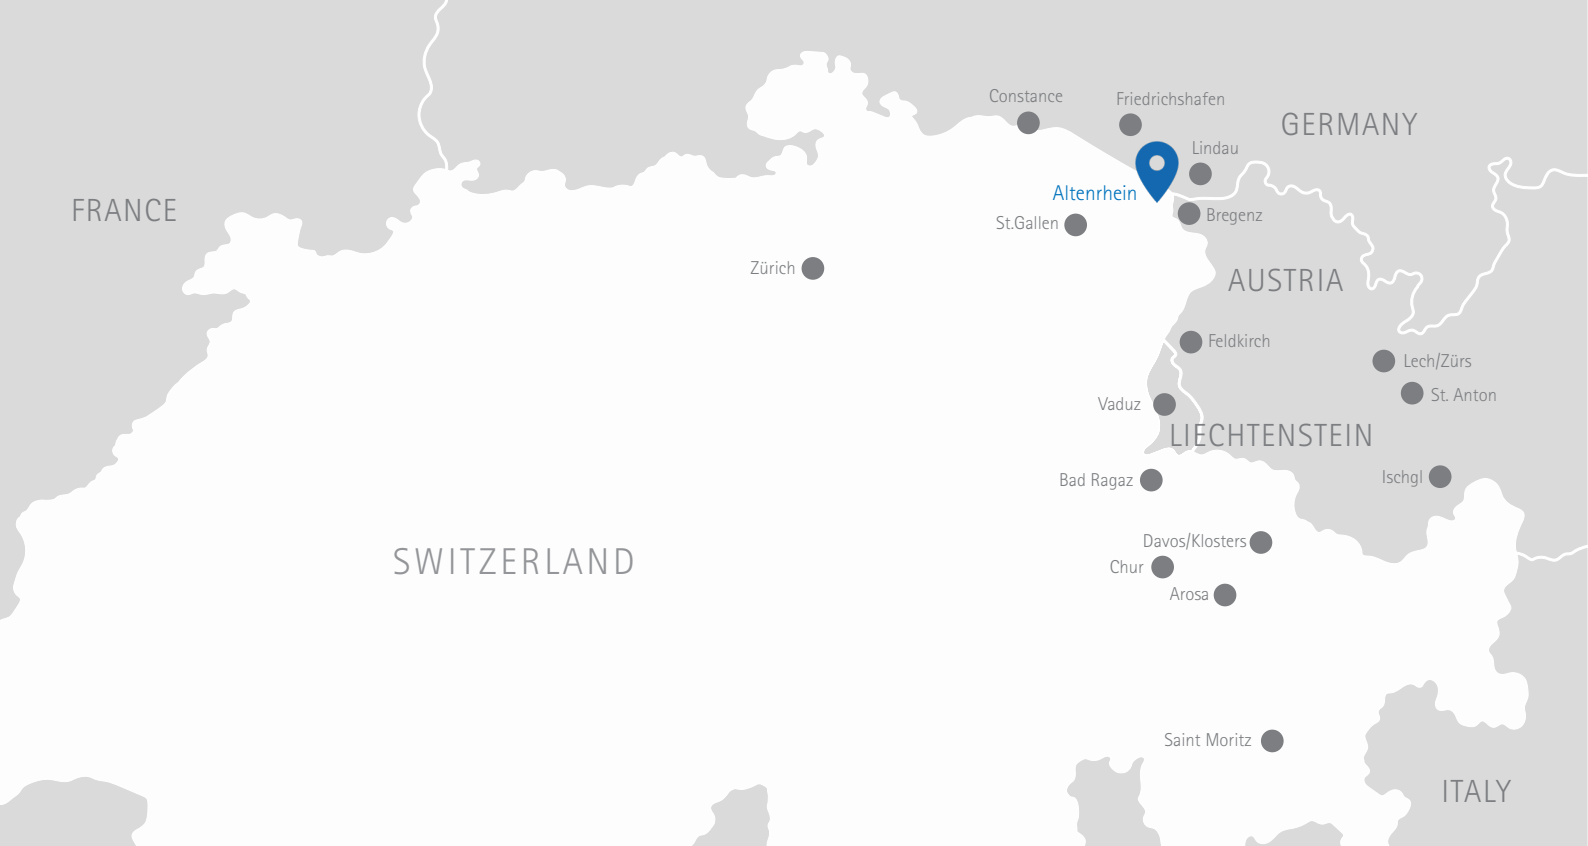 Constance
Friedrichshafen
GERMANY
Lindau
Altenrhein
FRANCE
St.Gallen
Bregenz
Zürich
AUSTRIA
Feldkirch
Lech/Zürs
St. Anton
Vaduz
LIECHTENSTEIN
Bad Ragaz
Ischgl
Davos/Klosters
SWITZERLAND
Chur
Arosa
Saint Moritz
ITALY